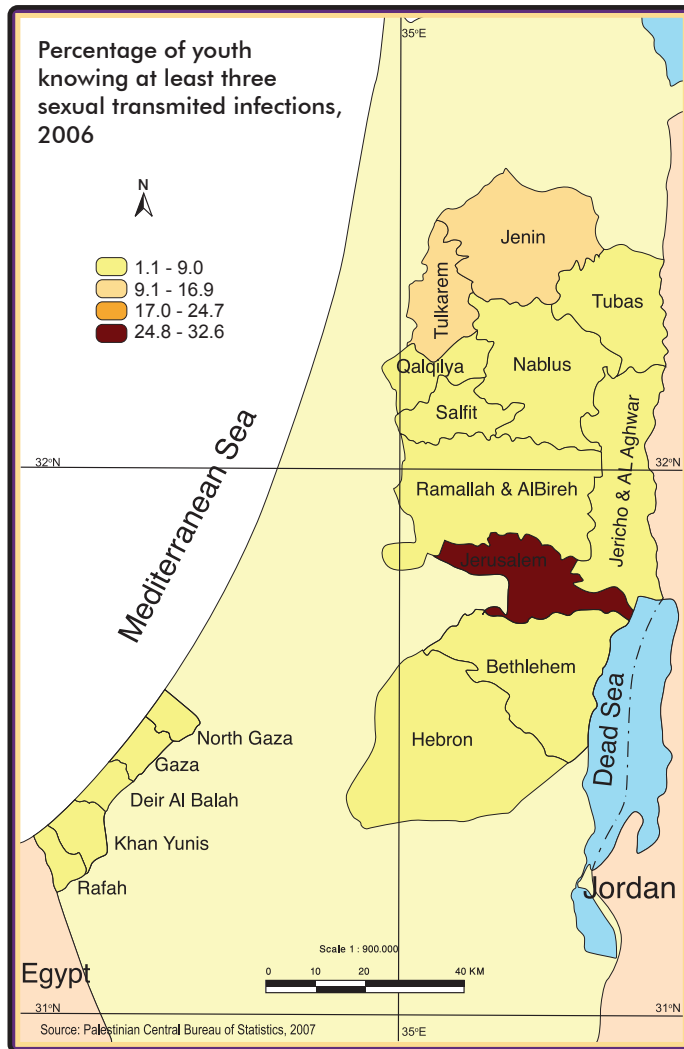 Percentage of youth
knowing at least three
sexual transmited infections,
2006
35°E
N
1.1 - 9.0
9.1 - 16.9
17.0 - 24.7
24.8 - 32.6
Jenin
Tulkarem
Tubas
Qalqilya
Nablus
Salfit
Mediterranean Sea
32°N
32°N
Ramallah & AlBireh
Jericho & AL Aghwar
Jerusalem
Bethlehem
Hebron
Dead Sea
North Gaza
Gaza
Deir Al Balah
Khan Yunis
Rafah
Jordan
Egypt
Scale 1 : 900.000
0 10 20 40 KM
31°N
31°N
Source: Palestinian Central Bureau of Statistics, 2007
35°E